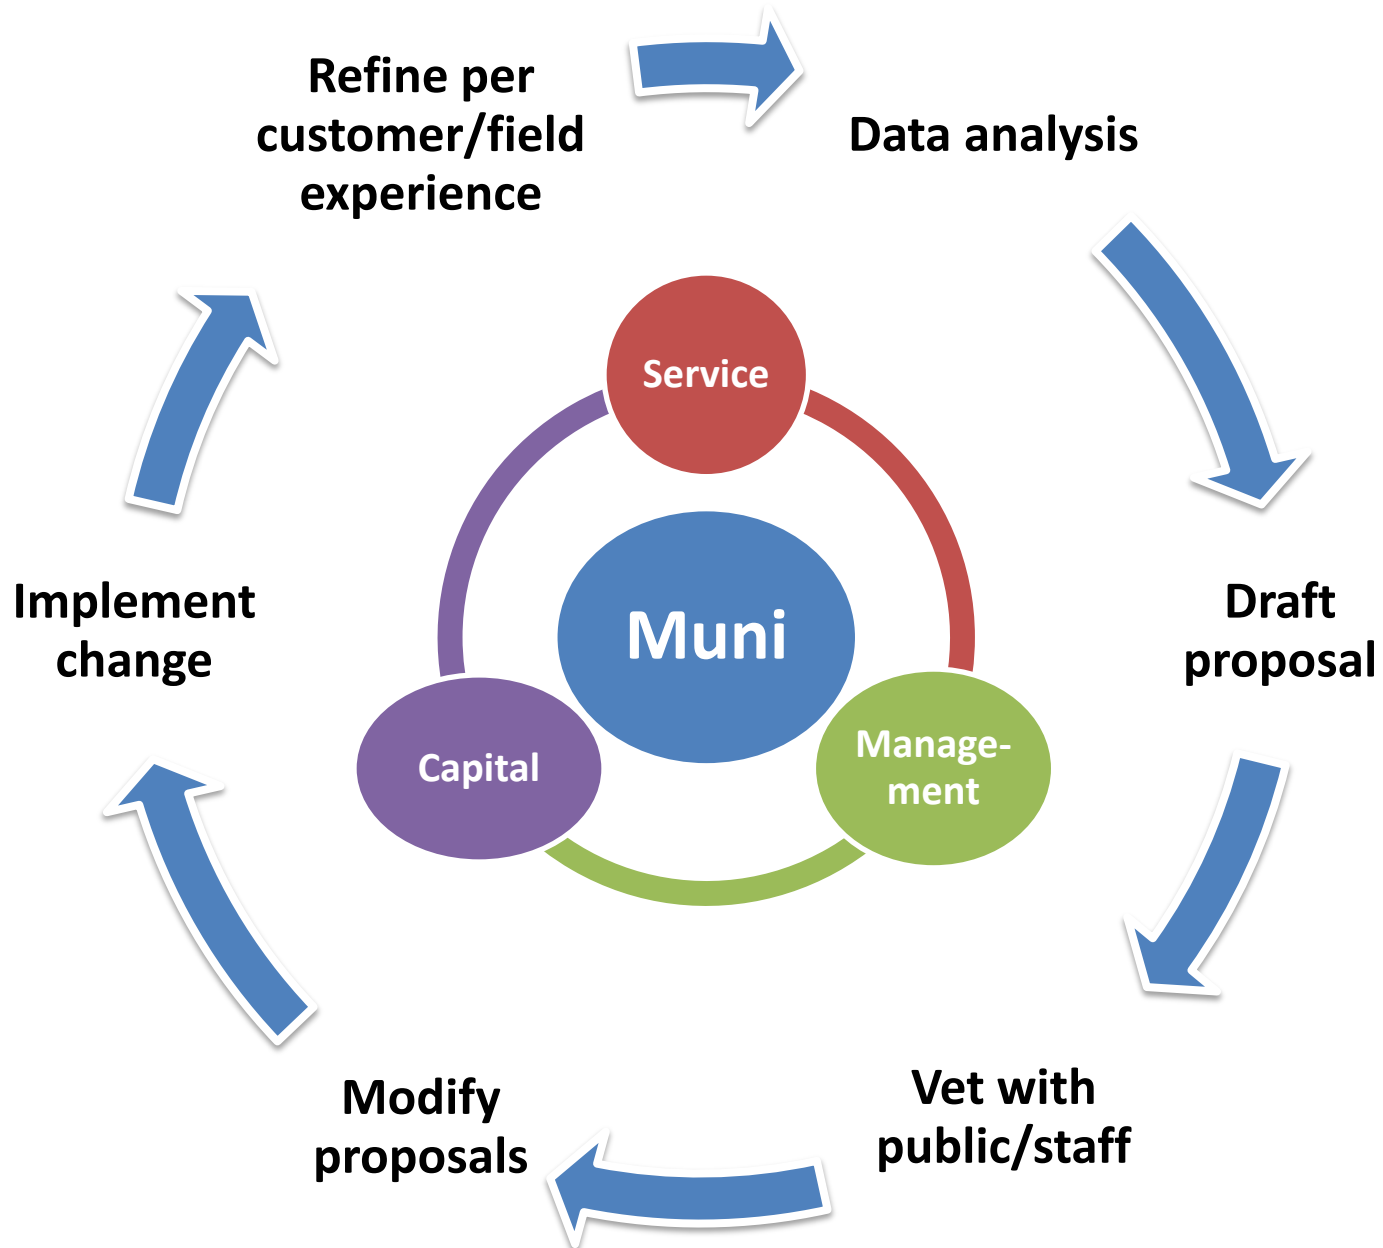 Refine per
customer/field
experience
Data analysis
Service
Muni
Implement
change
Draft
proposal
Capital
Manage-
ment
Modify
proposals
Vet with
public/staff